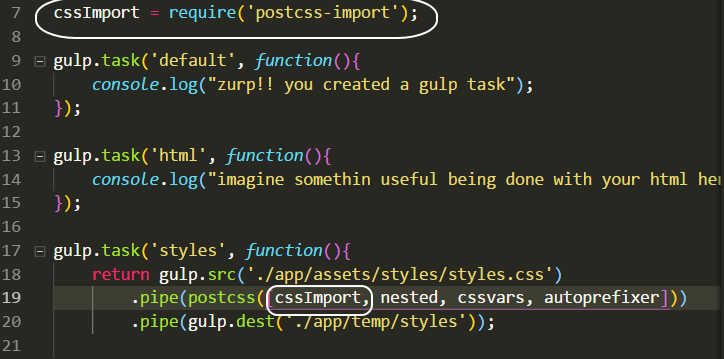 7 cssImport = require('postcss-import');
8
9 gulp.task('default', function(){
10 console.log("zurp!! you created a gulp task");
11 });
12
13 gulp.task('html', function(){
14 console.log("imagine somethin useful being done with your html her
15 });
16
17 gulp.task('styles', function(){
18 return gulp.src('./app/assets/styles/styles.css')
19 .pipe(postcss([cssImport, nested, cssvars, autoprefixer]))
20 .pipe(gulp.dest('./app/temp/styles'));
21